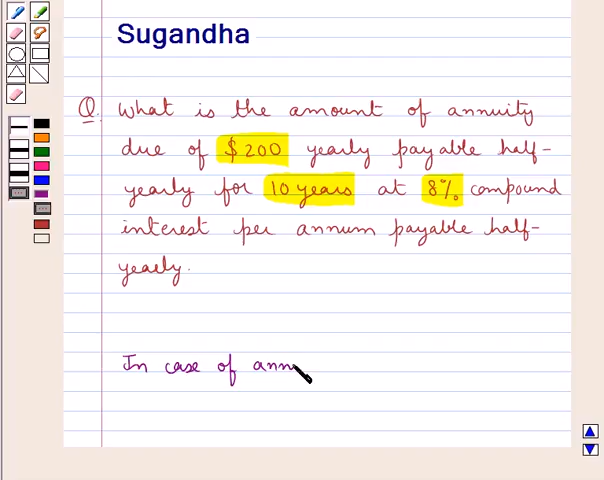 Sugandha
Q. What is the amount of annuity
due of $200 yearly payable half-
yearly for 10 years at 8% compound
interest per annum payable half-
yearly.
In case of ann